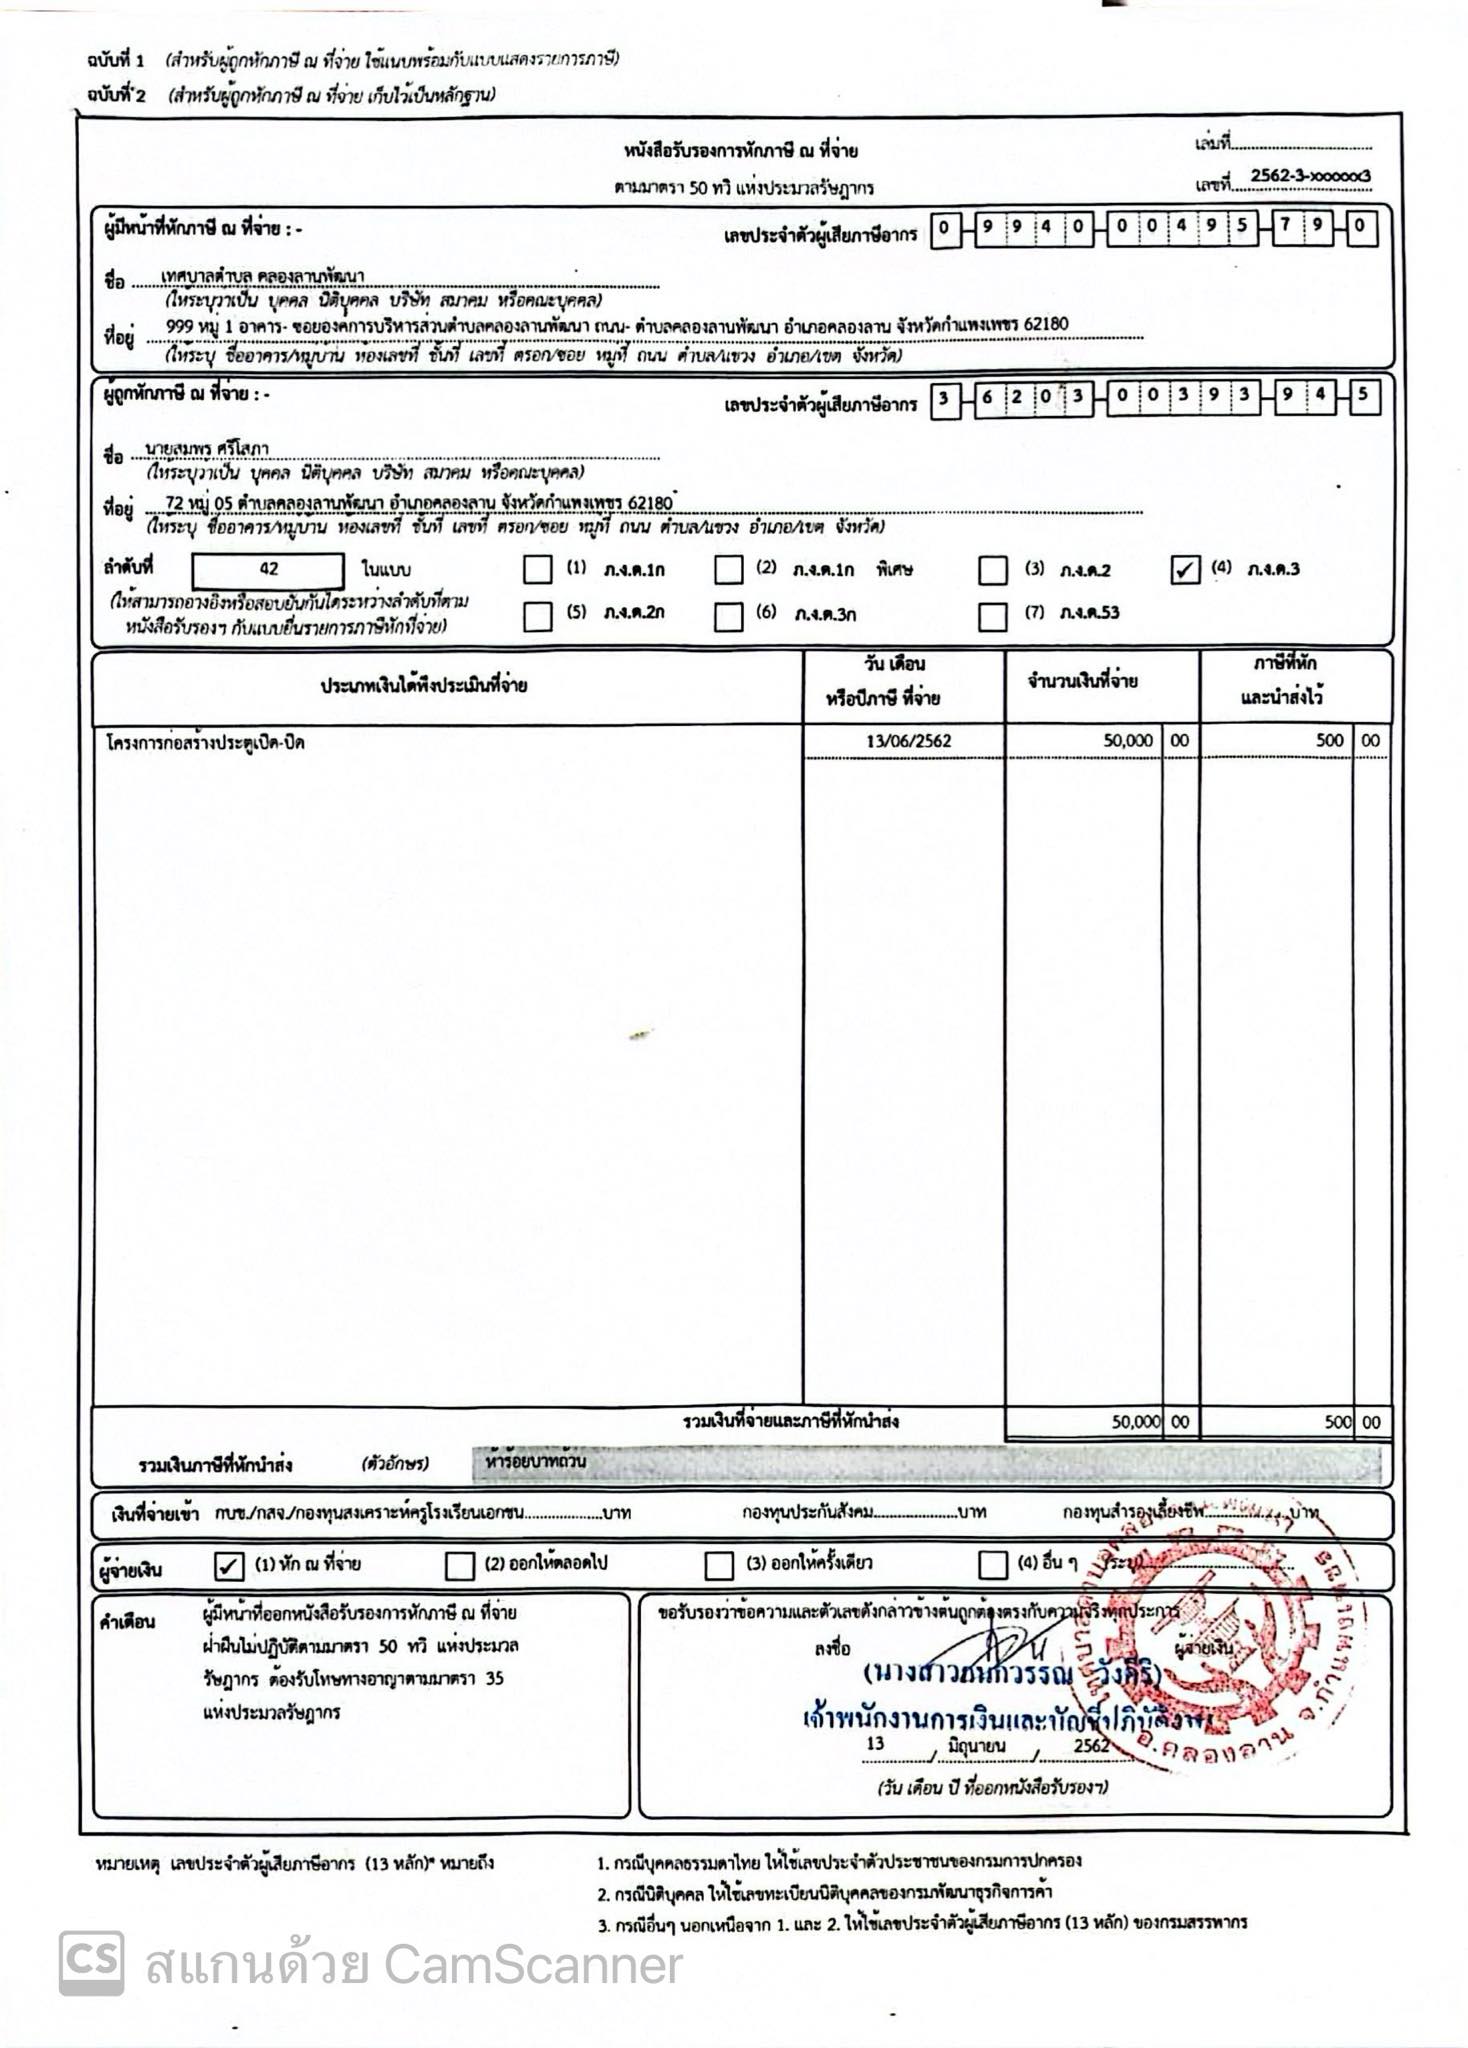 ฉบับที่ 1 (สำหรับผู้ถูกหักภาษี ณ ที่จ่าย ใช้แนบพร้อมกับแบบแสดงรายการภาษี)
ฉบับที่ 2 (สำหรับผู้ถูกหักภาษี ณ ที่จ่าย เก็บไว้เป็นหลักฐาน)
หนังสือรับรองการหักภาษี ณ ที่จ่าย
เล่มที่
ตามมาตรา 50 ทวิ แห่งประมวลรัษฎากร
เลขที่ 2562-3-xxxxxxx3
ผู้มีหน้าที่หักภาษี ณ ที่จ่าย : -
เลขประจำตัวผู้เสียภาษีอากร 0-9940-00495-79-0
ชื่อ เทศบาลตำบล คลองลานพัฒนา
(ให้ระบุว่าเป็น บุคคล นิติบุคคล บริษัท สมาคม หรือคณะบุคคล)
ที่อยู่ 999 หมู่ 1 อาคาร- ซอยองค์การบริหารส่วนตำบลคลองลานพัฒนา ถนน- ตำบลคลองลานพัฒนา อำเภอคลองลาน จังหวัดกำแพงเพชร 62180
(ให้ระบุ ชื่ออาคาร/หมู่บ้าน ห้องเลขที่ ชั้นที่ เลขที่ ตรอก/ซอย หมู่ที่ ถนน ตำบล/แขวง อำเภอ/เขต จังหวัด)
ผู้ถูกหักภาษี ณ ที่จ่าย : -
เลขประจำตัวผู้เสียภาษีอากร 3-6203-00393-94-5
ชื่อ นายสมพร ศรีโสภา
(ให้ระบุว่าเป็น บุคคล นิติบุคคล บริษัท สมาคม หรือคณะบุคคล)
ที่อยู่ 72 หมู่ 05 ตำบลคลองลานพัฒนา อำเภอคลองลาน จังหวัดกำแพงเพชร 62180
(ให้ระบุ ชื่ออาคาร/หมู่บ้าน ห้องเลขที่ ชั้นที่ เลขที่ ตรอก/ซอย หมู่ที่ ถนน ตำบล/แขวง อำเภอ/เขต จังหวัด)
ลำดับที่ 42 ในแบบ (1) ภ.ง.ด.1ก (2) ภ.ง.ด.1ก พิเศษ (3) ภ.ง.ด.2 ✓ (4) ภ.ง.ด.3
(ให้สามารถอ้างอิงหรือสอบยันกันได้ระหว่างลำดับที่ตาม
หนังสือรับรองฯ กับแบบยื่นรายการภาษีหักที่จ่าย)
(5) ภ.ง.ด.2ก (6) ภ.ง.ด.3ก (7) ภ.ง.ด.53
ประเภทเงินได้พึงประเมินที่จ่าย
วัน เดือน
หรือปีภาษี ที่จ่าย
จำนวนเงินที่จ่าย
ภาษีที่หัก
และนำส่งไว้
โครงการก่อสร้างประตูเปิด-ปิด 13/06/2562 50,000 00 500 00
รวมเงินที่จ่ายและภาษีที่หักนำส่ง 50,000 00 500 00
รวมเงินภาษีที่หักนำส่ง (ตัวอักษร) ห้าร้อยบาทถ้วน
เงินที่จ่ายเข้า กบข./กสจ./กองทุนสงเคราะห์ครูโรงเรียนเอกชน....................บาท กองทุนประกันสังคม....................บาท กองทุนสำรองเลี้ยงชีพ....................บาท
ผู้จ่ายเงิน ✓ (1) หัก ณ ที่จ่าย (2) ออกให้ตลอดไป (3) ออกให้ครั้งเดียว (4) อื่น ๆ (ระบุ)
คำเตือน ผู้มีหน้าที่ออกหนังสือรับรองการหักภาษี ณ ที่จ่าย
ฝ่าฝืนไม่ปฏิบัติตามมาตรา 50 ทวิ แห่งประมวล
รัษฎากร ต้องรับโทษทางอาญาตามมาตรา 35
แห่งประมวลรัษฎากร
ขอรับรองว่าข้อความและตัวเลขดังกล่าวข้างต้นถูกต้องตรงกับความจริงทุกประการ
ลงชื่อ ผู้จ่ายเงิน
(นางสาว วังคีรี)
เจ้าพนักงานการเงินและบัญชีปฏิบัติงาน
13 / มิถุนายน / 2562
(วัน เดือน ปี ที่ออกหนังสือรับรองฯ)
อ.คลองลาน จ.กำแพงเพชร
หมายเหตุ เลขประจำตัวผู้เสียภาษีอากร (13 หลัก)* หมายถึง
1. กรณีบุคคลธรรมดาไทย ให้ใช้เลขประจำตัวประชาชนของกรมการปกครอง
2. กรณีนิติบุคคล ให้ใช้เลขทะเบียนนิติบุคคลของกรมพัฒนาธุรกิจการค้า
3. กรณีอื่นๆ นอกเหนือจาก 1. และ 2. ให้ใช้เลขประจำตัวผู้เสียภาษีอากร (13 หลัก) ของกรมสรรพากร
CS สแกนด้วย CamScanner